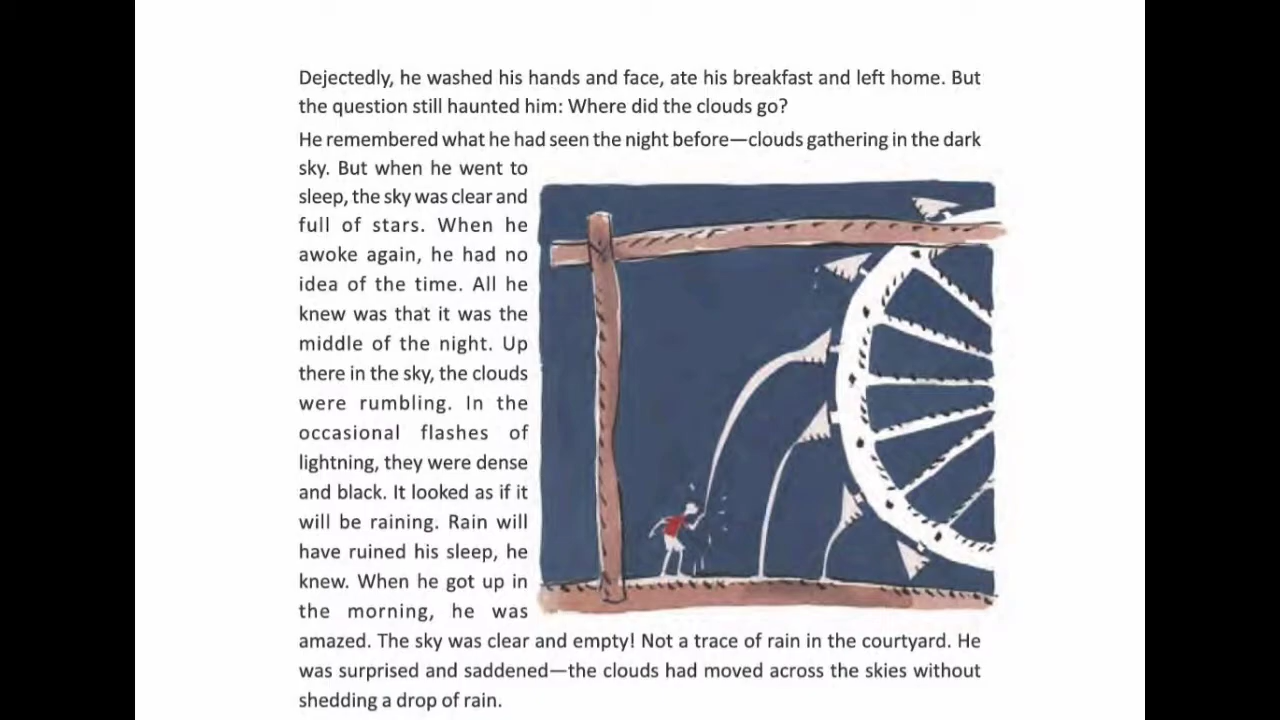 Dejectedly, he washed his hands and face, ate his breakfast and left home. But
the question still haunted him: Where did the clouds go?
He remembered what he had seen the night before—clouds gathering in the dark
sky. But when he went to
sleep, the sky was clear and
full of stars. When he
awoke again, he had no
idea of the time. All he
knew was that it was the
middle of the night. Up
there in the sky, the clouds
were rumbling. In the
occasional flashes of
lightning, they were dense
and black. It looked as if it
will be raining. Rain will
have ruined his sleep, he
knew. When he got up in
the morning, he was
amazed. The sky was clear and empty! Not a trace of rain in the courtyard. He
was surprised and saddened—the clouds had moved across the skies without
shedding a drop of rain.